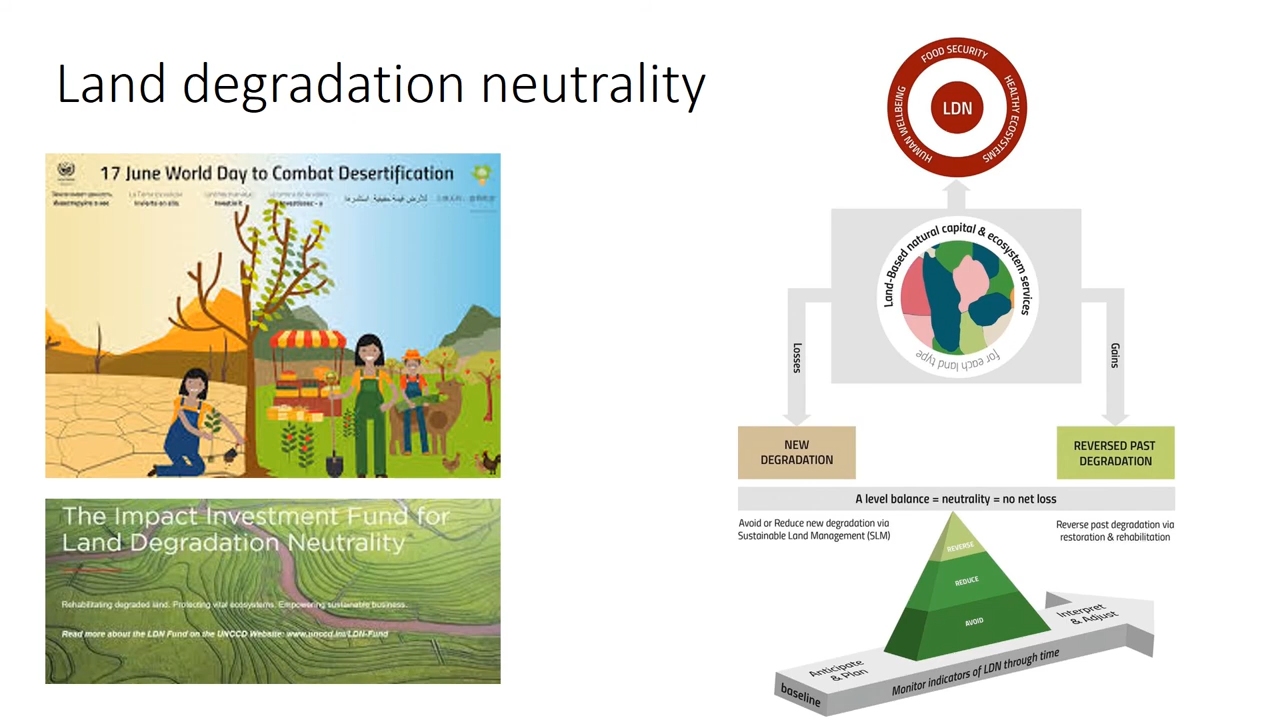 Land degradation neutrality
17 June World Day to Combat Desertification
Invest in it
The Impact Investment Fund for
Land Degradation Neutrality
Rehabilitating degraded land. Protecting vital ecosystems. Empowering sustainable business.
Read more about the LDN Fund on the UNCCD Website: www.unccd.int/LDN-Fund
FOOD SECURITY
HEALTHY ECOSYSTEMS
HUMAN WELLBEING
LDN
Land-Based natural capital & ecosystem services
for each land type
Losses
Gains
NEW
DEGRADATION
REVERSED PAST
DEGRADATION
A level balance = neutrality = no net loss
Avoid or Reduce new degradation via
Sustainable Land Management (SLM)
Reverse past degradation via
restoration & rehabilitation
REVERSE
REDUCE
AVOID
Anticipate
& Plan
Interpret
& Adjust
baseline
Monitor indicators of LDN through time